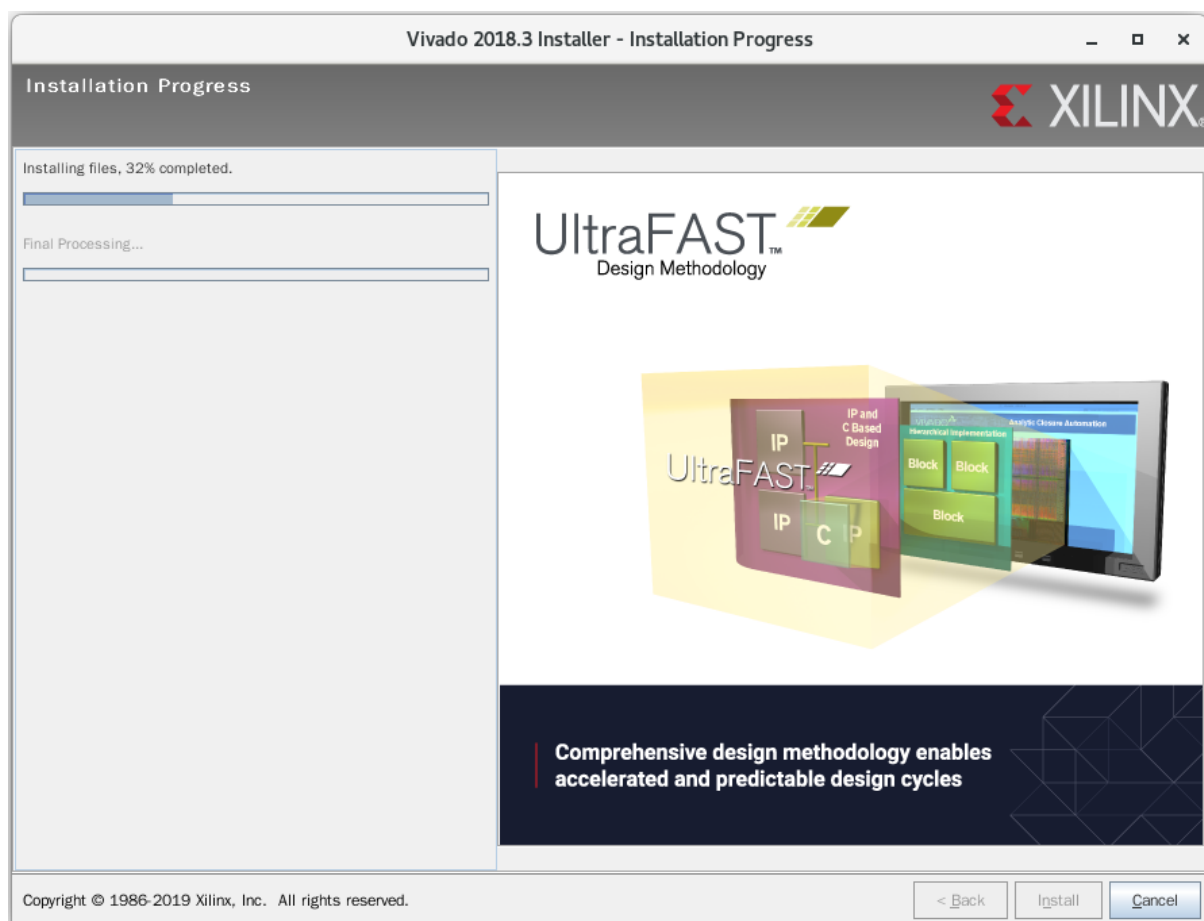 Vivado 2018.3 Installer - Installation Progress
Installation Progress
XILINX
Installing files, 32% completed.
Final Processing...
UltraFAST™
Design Methodology
IP and
C Based
Design
IP
UltraFAST
IP
C
IP
Analytic Closure Automation
Hierarchical Implementation
Block Block
Block
Comprehensive design methodology enables
accelerated and predictable design cycles
Copyright © 1986-2019 Xilinx, Inc. All rights reserved.
< Back Install Cancel